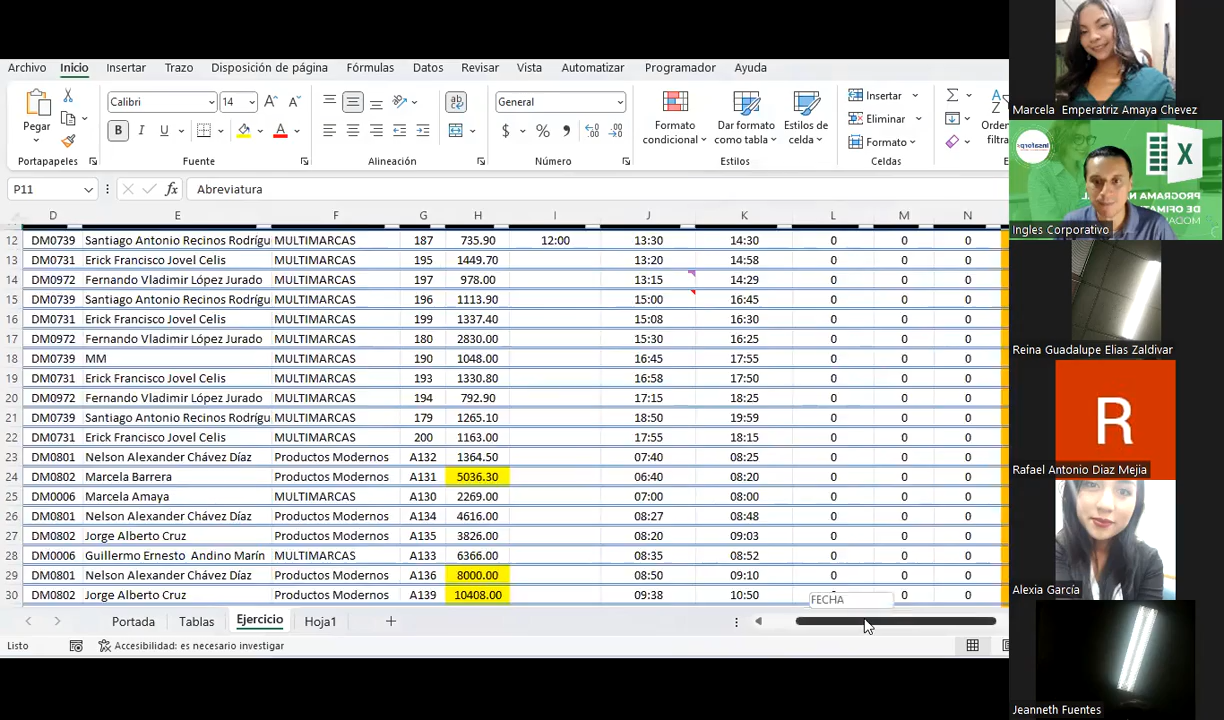 Archivo Inicio Insertar Trazo Disposición de página Fórmulas Datos Revisar Vista Automatizar Programador Ayuda
Pegar
Calibri 14
General
Formato condicional
Dar formato como tabla
Estilos de celda
Insertar
Eliminar
Formato
Portapapeles Fuente Alineación Número Estilos Celdas
P11 Abreviatura
D E F G H I J K L M N
12 DM0739 Santiago Antonio Recinos Rodrígu MULTIMARCAS 187 735.90 12:00 13:30 14:30 0 0 0
13 DM0731 Erick Francisco Jovel Celis MULTIMARCAS 195 1449.70 13:20 14:58 0 0 0
14 DM0972 Fernando Vladimir López Jurado MULTIMARCAS 197 978.00 13:15 14:29 0 0 0
15 DM0739 Santiago Antonio Recinos Rodrígu MULTIMARCAS 196 1113.90 15:00 16:45 0 0 0
16 DM0731 Erick Francisco Jovel Celis MULTIMARCAS 199 1337.40 15:08 16:30 0 0 0
17 DM0972 Fernando Vladimir López Jurado MULTIMARCAS 180 2830.00 15:30 16:25 0 0 0
18 DM0739 MM MULTIMARCAS 190 1048.00 16:45 17:55 0 0 0
19 DM0731 Erick Francisco Jovel Celis MULTIMARCAS 193 1330.80 16:58 17:50 0 0 0
20 DM0972 Fernando Vladimir López Jurado MULTIMARCAS 194 792.90 17:15 18:25 0 0 0
21 DM0739 Santiago Antonio Recinos Rodrígu MULTIMARCAS 179 1265.10 18:50 19:59 0 0 0
22 DM0731 Erick Francisco Jovel Celis MULTIMARCAS 200 1163.00 17:55 18:15 0 0 0
23 DM0801 Nelson Alexander Chávez Díaz Productos Modernos A132 1364.50 07:40 08:25 0 0 0
24 DM0802 Marcela Barrera Productos Modernos A131 5036.30 06:40 08:20 0 0 0
25 DM0006 Marcela Amaya MULTIMARCAS A130 2269.00 07:00 08:00 0 0 0
26 DM0801 Nelson Alexander Chávez Díaz Productos Modernos A134 4616.00 08:27 08:48 0 0 0
27 DM0802 Jorge Alberto Cruz Productos Modernos A135 3826.00 08:20 09:03 0 0 0
28 DM0006 Guillermo Ernesto Andino Marín MULTIMARCAS A133 6366.00 08:35 08:52 0 0 0
29 DM0801 Nelson Alexander Chávez Díaz Productos Modernos A136 8000.00 08:50 09:10 0 0 0
30 DM0802 Jorge Alberto Cruz Productos Modernos A139 10408.00 09:38 10:50 0 0 0
FECHA
Portada Tablas Ejercicio Hoja1
Listo Accesibilidad: es necesario investigar
Marcela Emperatriz Amaya Chevez
Ingles Corporativo
Reina Guadalupe Elias Zaldivar
R
Rafael Antonio Diaz Mejia
Alexia García
Jeanneth Fuentes